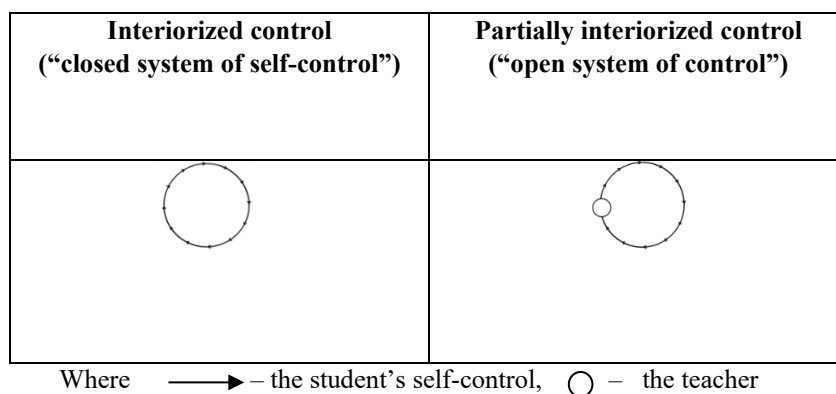 Interiorized control
(“closed system of self-control”)
Partially interiorized control
(“open system of control”)
Where – the student’s self-control, – the teacher